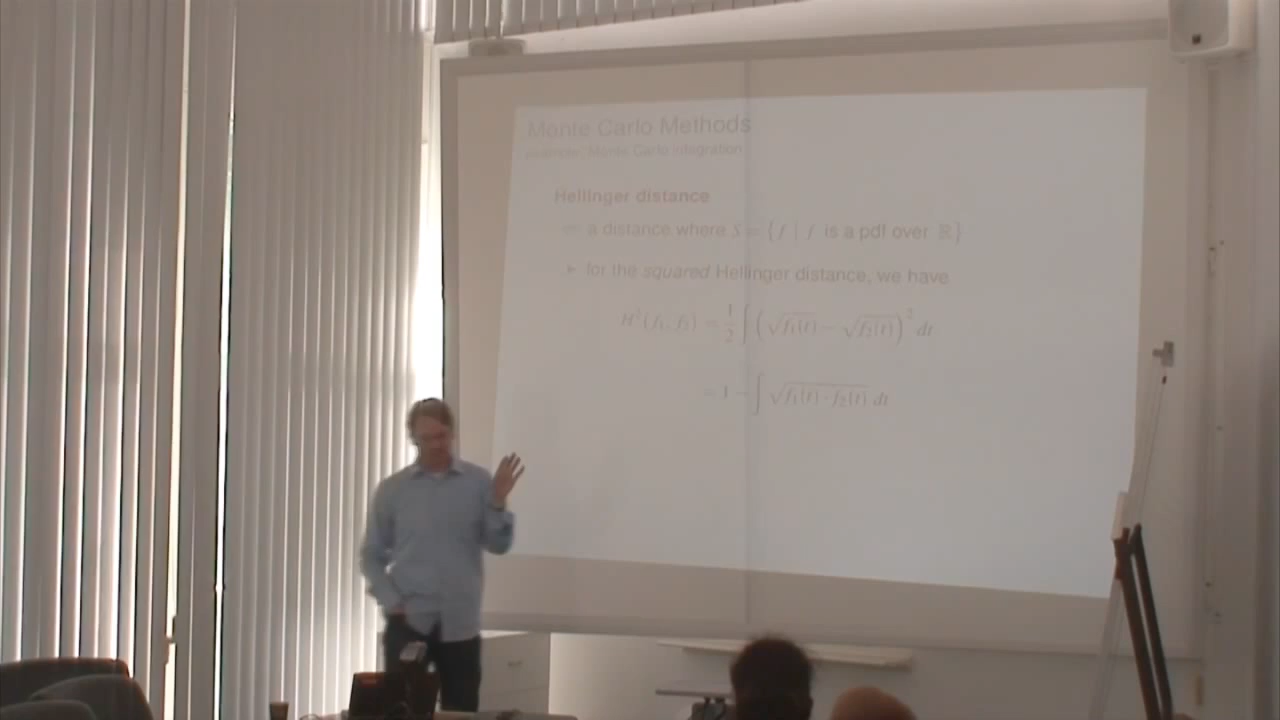 Monte Carlo Methods
example: Monte Carlo integration
Hellinger distance
a distance where S = {f | f is a pdf over ℝ}
► for the squared Hellinger distance, we have
H²(f₁, f₂) = 1/2 ∫ (√f₁(t) − √f₂(t))² dt
= 1 − ∫ √f₁(t) · f₂(t) dt